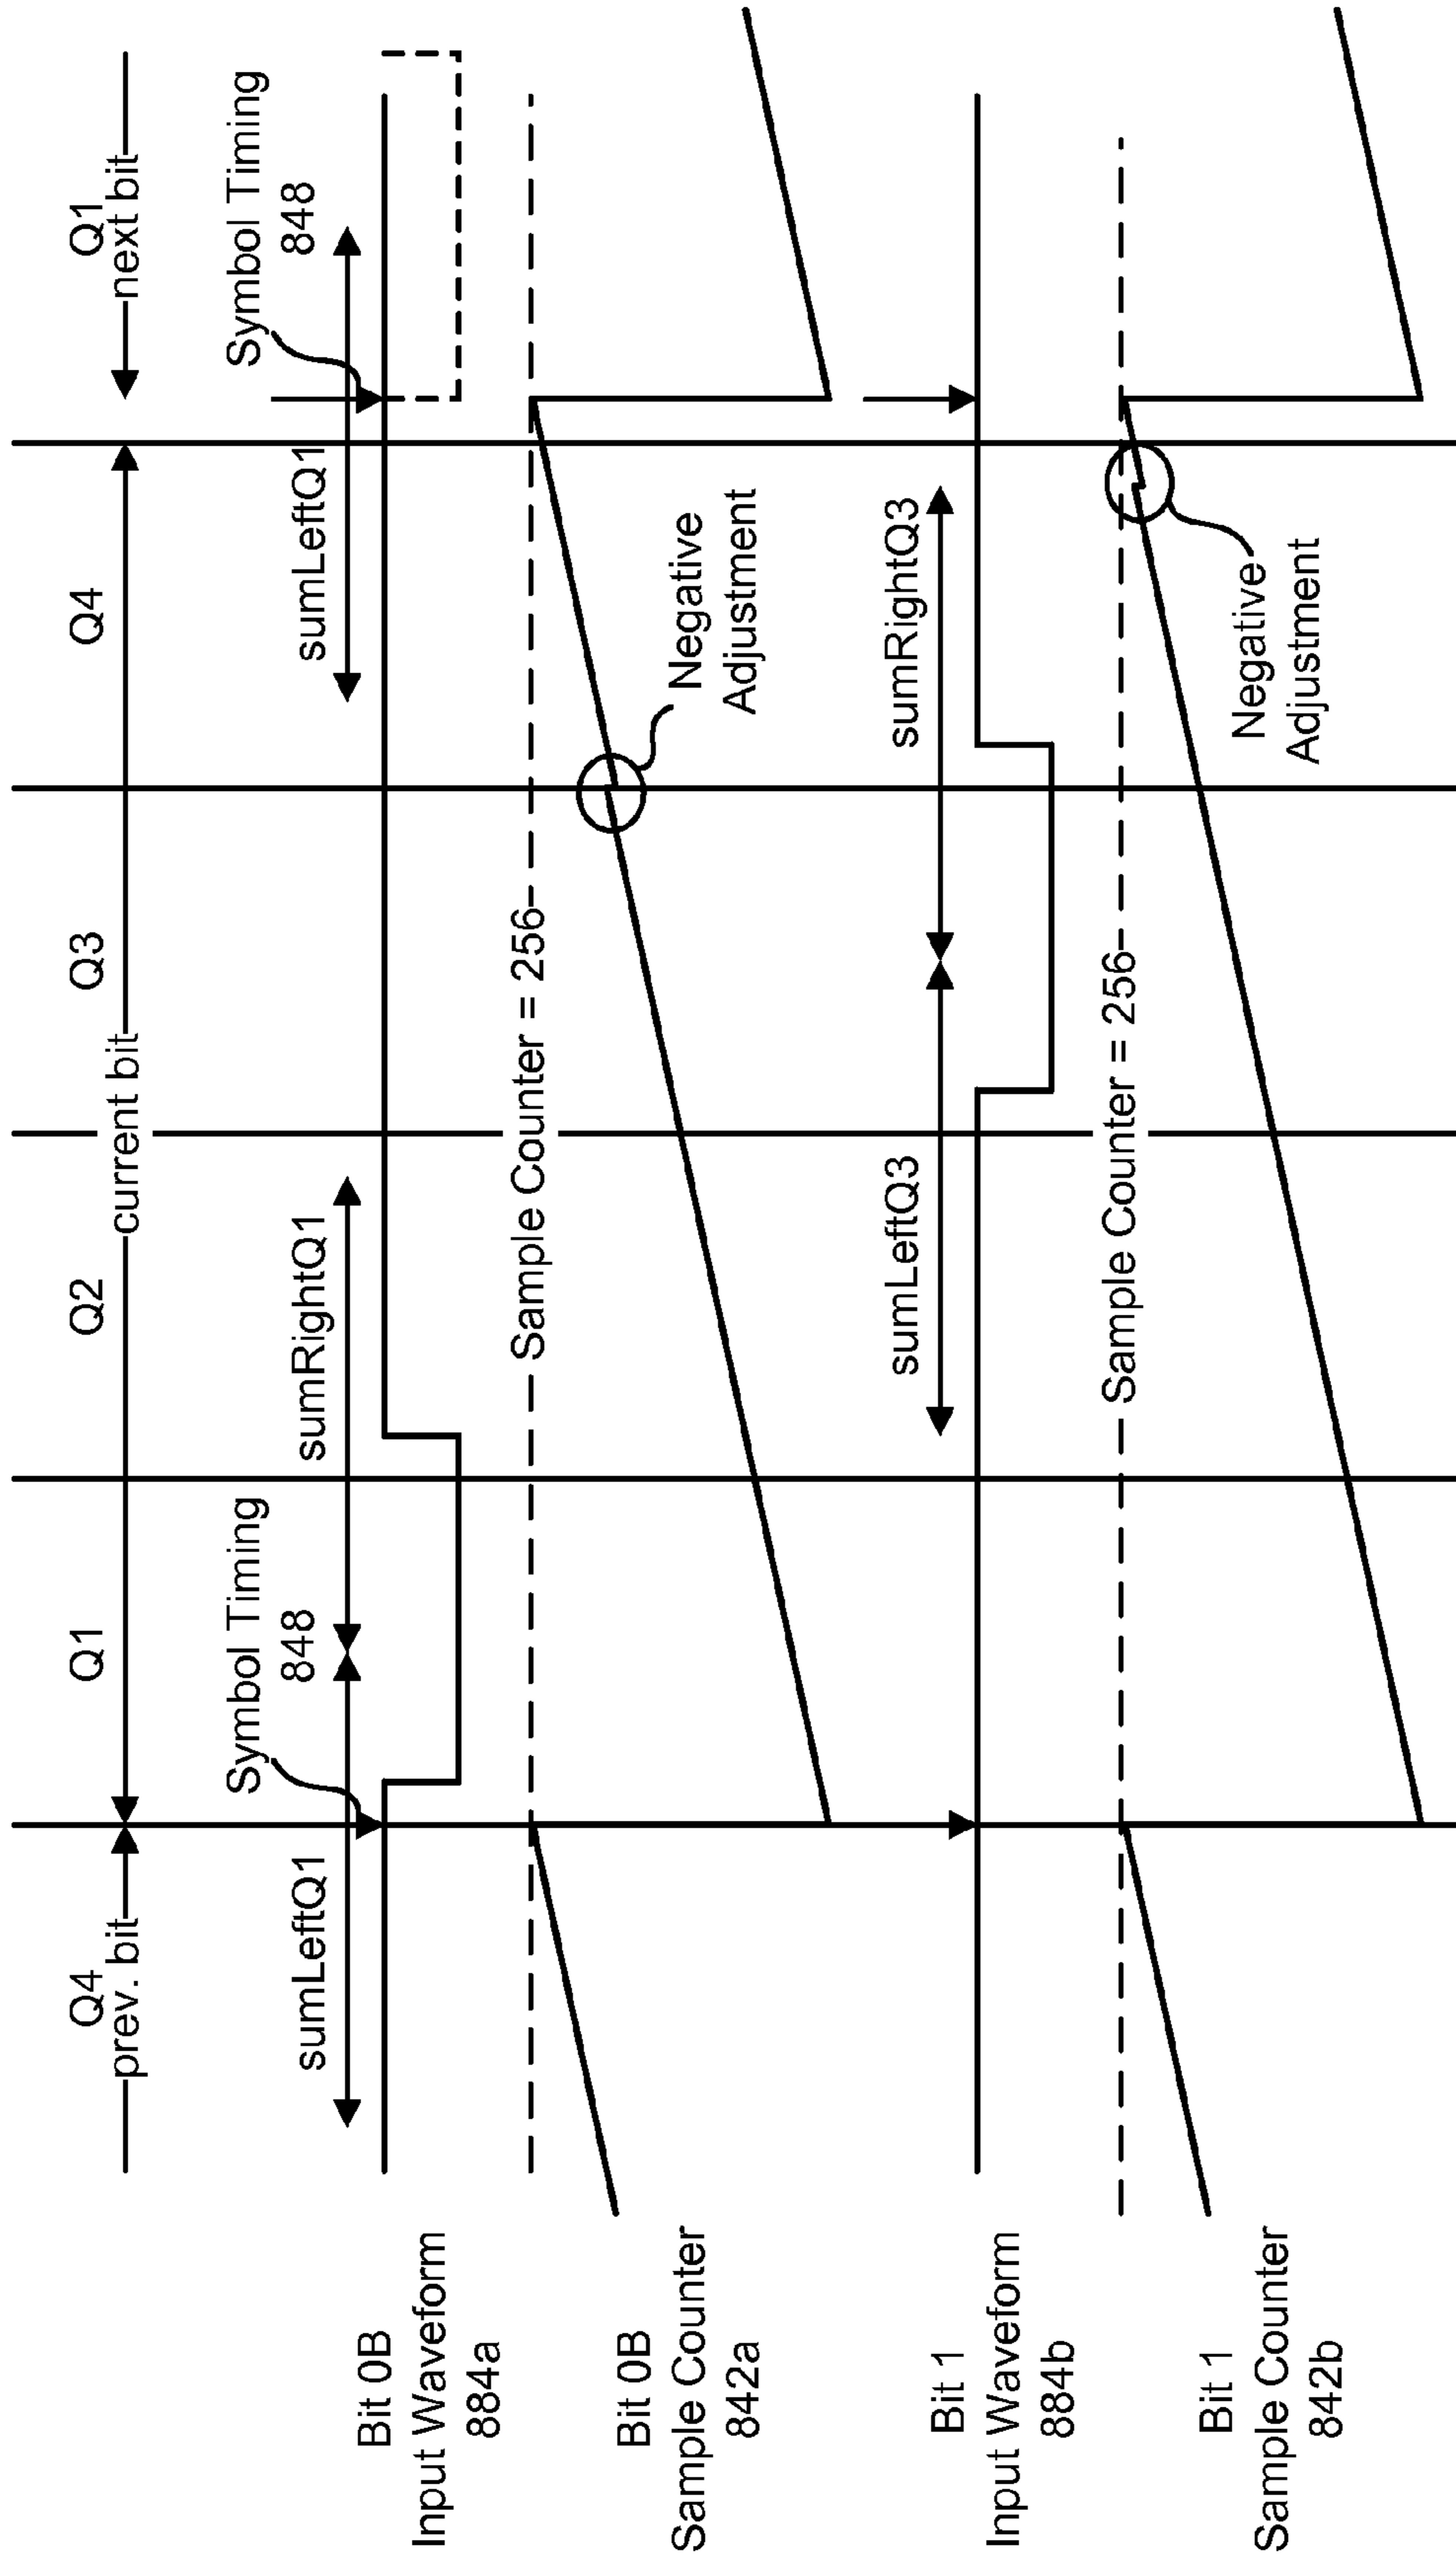 Q4
Q1
Q2
Q3
Q4
Q1
prev. bit
current bit
next bit
Symbol Timing
848
Symbol Timing
848
sumLeftQ1
sumRightQ1
sumLeftQ1
Bit 0B
Input Waveform
884a
Sample Counter = 256
Bit 0B
Sample Counter
842a
Negative
Adjustment
sumLeftQ3
sumRightQ3
Bit 1
Input Waveform
884b
Sample Counter = 256
Bit 1
Sample Counter
842b
Negative
Adjustment